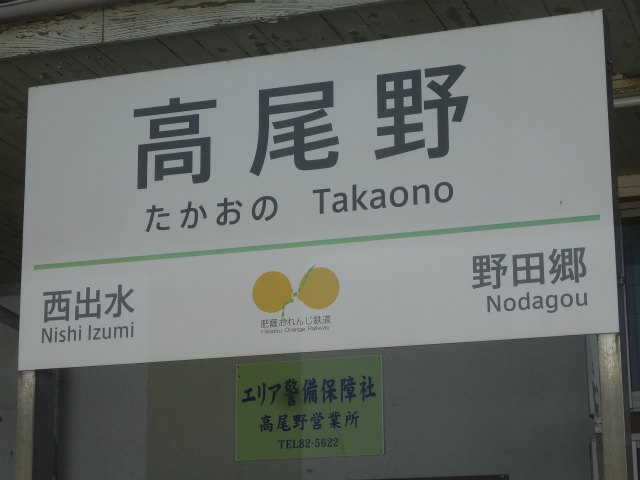 高尾野
たかおの Takaono
西出水
Nishi Izumi
肥薩おれんじ鉄道
Hisatsu Orange Railway
野田郷
Nodagou
エリア警備保障社
高尾野営業所
TEL82-5622